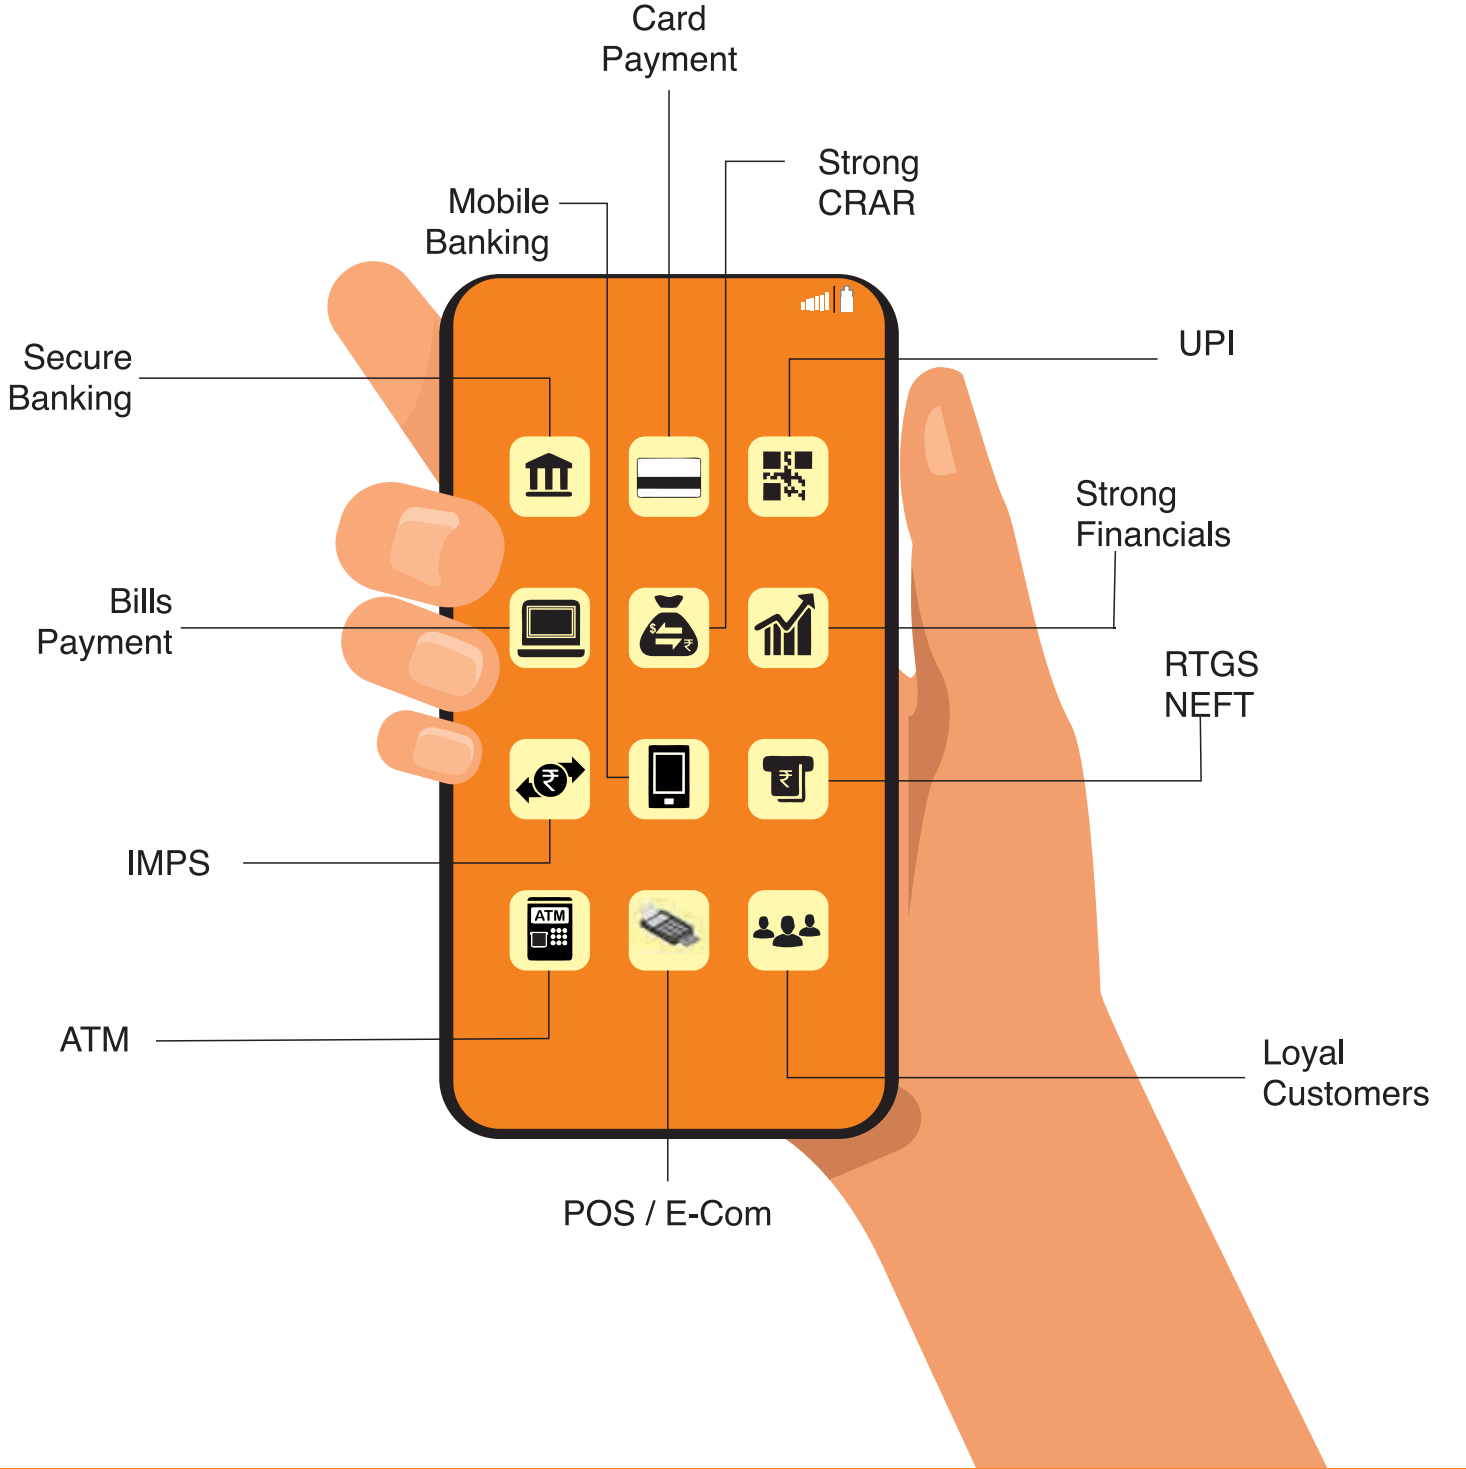 Card
Payment
Strong
CRAR
Mobile
Banking
UPI
Secure
Banking
Strong
Financials
Bills
Payment
$
₹
RTGS
NEFT
₹
₹
IMPS
ATM
ATM
Loyal
Customers
POS / E-Com